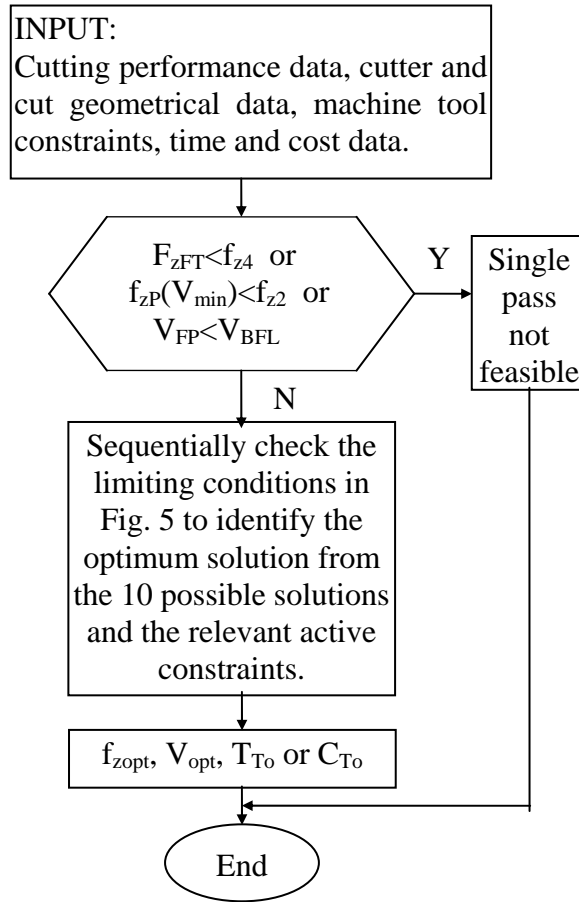 INPUT:
Cutting performance data, cutter and
cut geometrical data, machine tool
constraints, time and cost data.
F_zFT<f_z4 or
f_zP(V_min)<f_z2 or
V_FP<V_BFL
Y
Single
pass
not
feasible
N
Sequentially check the
limiting conditions in
Fig. 5 to identify the
optimum solution from
the 10 possible solutions
and the relevant active
constraints.
f_zopt, V_opt, T_To or C_To
End